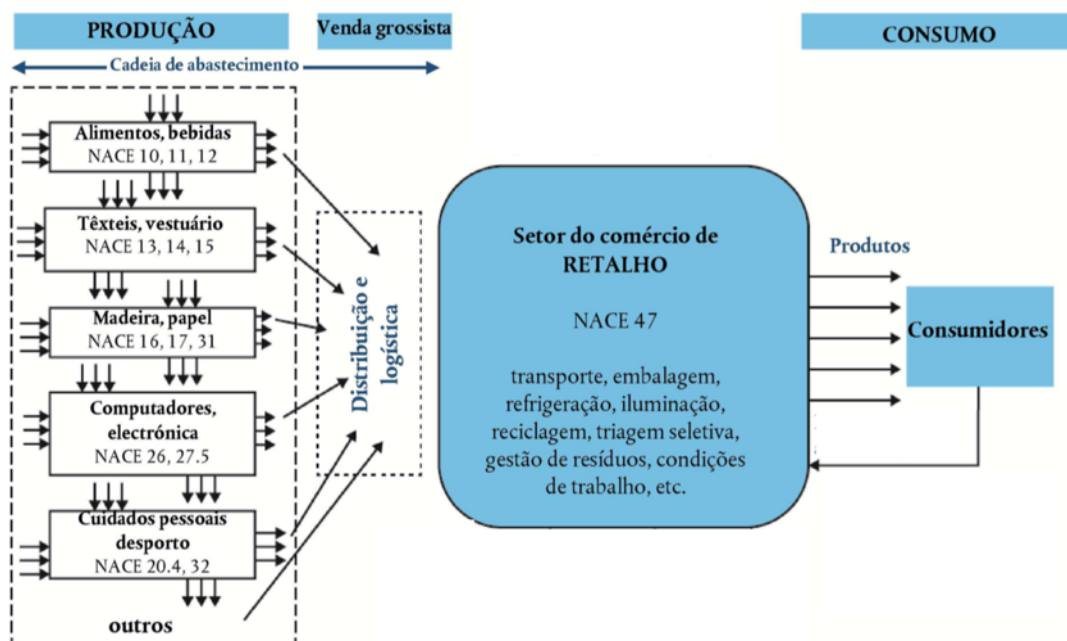 PRODUÇÃO
Venda grossista
CONSUMO
Cadeia de abastecimento
Alimentos, bebidas
NACE 10, 11, 12
Têxteis, vestuário
NACE 13, 14, 15
Madeira, papel
NACE 16, 17, 31
Computadores,
electrónica
NACE 26, 27.5
Cuidados pessoais
desporto
NACE 20.4, 32
outros
Distribuição e
logística
Setor do comércio de
RETALHO
NACE 47
transporte, embalagem,
refrigeração, iluminação,
reciclagem, triagem seletiva,
gestão de resíduos, condições
de trabalho, etc.
Produtos
Consumidores